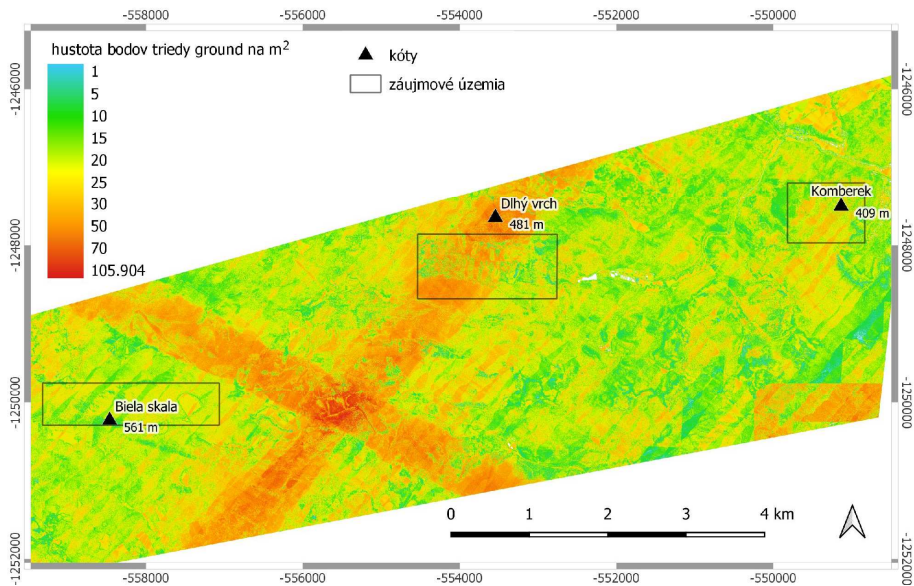 -558000 -556000 -554000 -552000 -550000
hustota bodov triedy ground na m²
1
5
10
15
20
25
30
50
70
105.904
kóty
záujmové územia
-1246000 -1246000
Komberek
409 m
Dlhý vrch
481 m
-1248000 -1248000
-1250000 -1250000
Biela skala
561 m
0 1 2 3 4 km
-1252000 -1252000
-558000 -556000 -554000 -552000 -550000